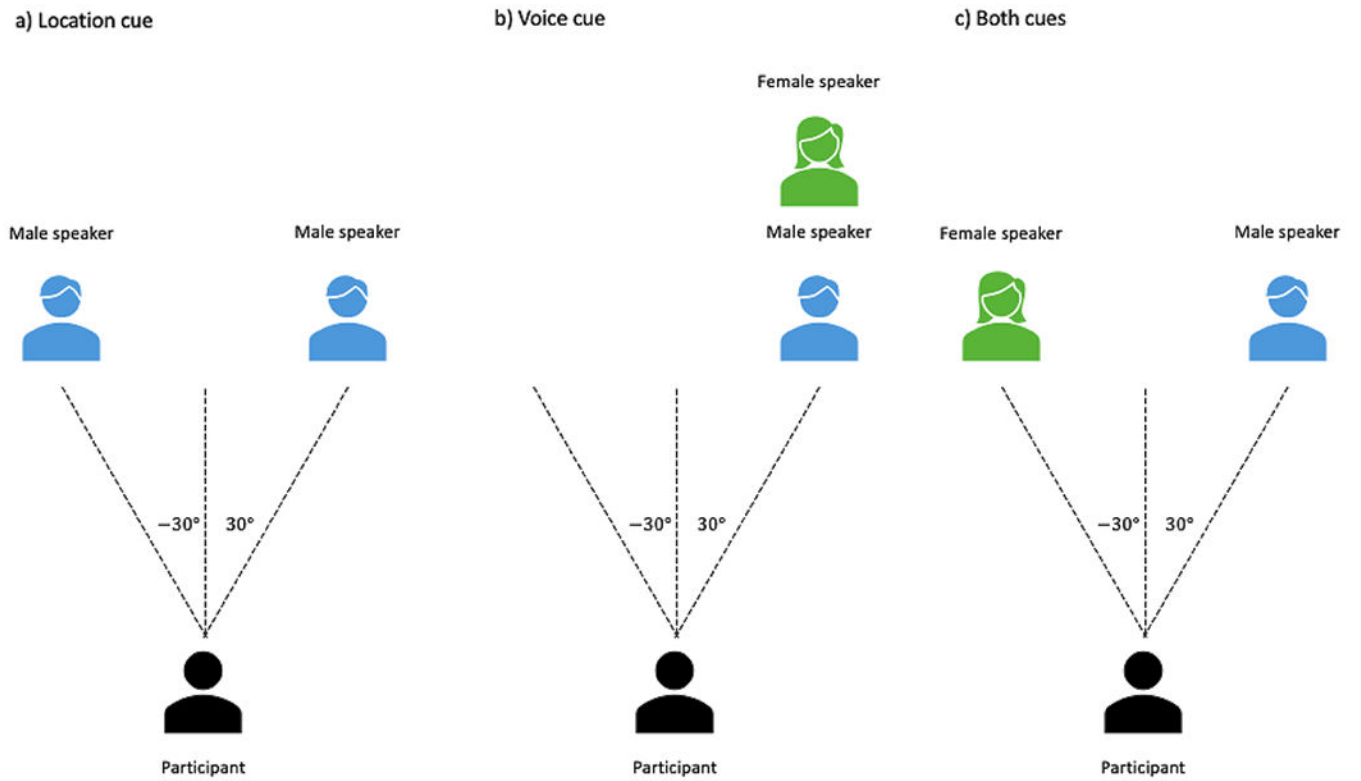 a) Location cue
b) Voice cue
c) Both cues
Female speaker
Male speaker
Male speaker
Male speaker
Female speaker
Male speaker
−30°
30°
−30°
30°
−30°
30°
Participant
Participant
Participant